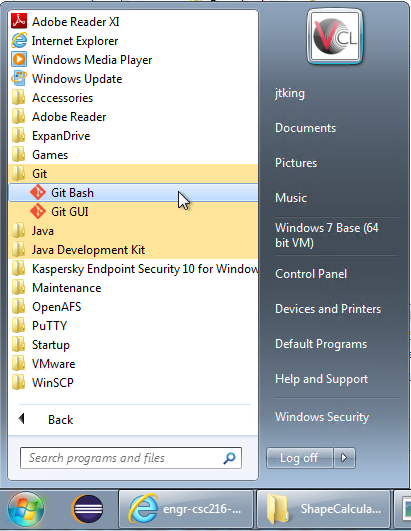 Adobe Reader XI
Internet Explorer
Windows Media Player
Windows Update
Accessories
Adobe Reader
ExpanDrive
Games
Git
Git Bash
Git GUI
Java
Java Development Kit
Kaspersky Endpoint Security 10 for Window
Maintenance
OpenAFS
PuTTY
Startup
VMware
WinSCP
Back
Search programs and files
VCL
jtking
Documents
Pictures
Music
Windows 7 Base (64
bit VM)
Control Panel
Devices and Printers
Default Programs
Help and Support
Windows Security
Log off
engr-csc216-...
ShapeCalcula...